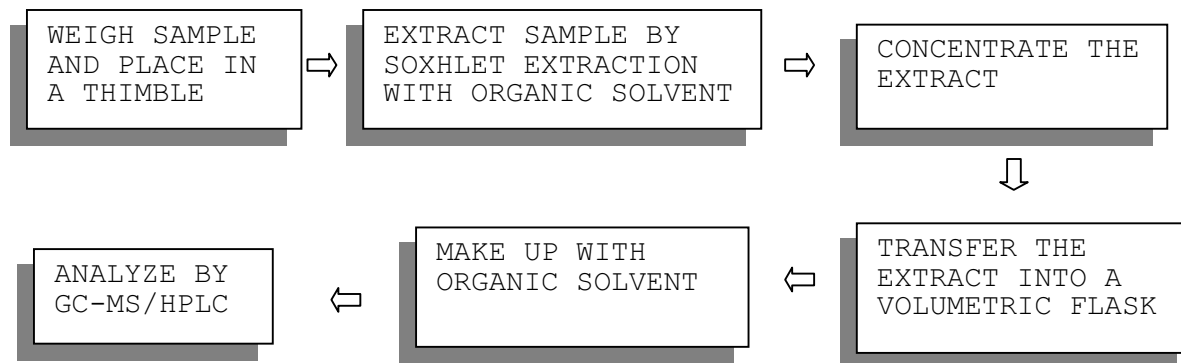 WEIGH SAMPLE
AND PLACE IN
A THIMBLE
EXTRACT SAMPLE BY
SOXHLET EXTRACTION
WITH ORGANIC SOLVENT
CONCENTRATE THE
EXTRACT
TRANSFER THE
EXTRACT INTO A
VOLUMETRIC FLASK
MAKE UP WITH
ORGANIC SOLVENT
ANALYZE BY
GC-MS/HPLC